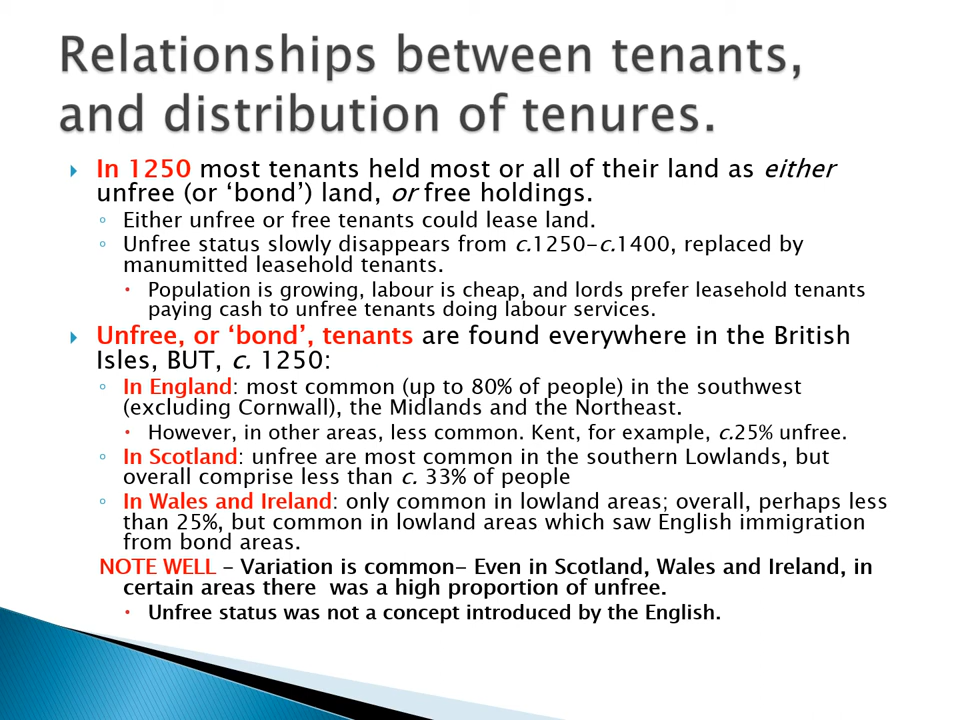 Relationships between tenants,
and distribution of tenures.
In 1250 most tenants held most or all of their land as either
unfree (or ‘bond’) land, or free holdings.
Either unfree or free tenants could lease land.
Unfree status slowly disappears from c.1250-c.1400, replaced by
manumitted leasehold tenants.
Population is growing, labour is cheap, and lords prefer leasehold tenants
paying cash to unfree tenants doing labour services.
Unfree, or ‘bond’, tenants are found everywhere in the British
Isles, BUT, c. 1250:
In England: most common (up to 80% of people) in the southwest
(excluding Cornwall), the Midlands and the Northeast.
However, in other areas, less common. Kent, for example, c.25% unfree.
In Scotland: unfree are most common in the southern Lowlands, but
overall comprise less than c. 33% of people
In Wales and Ireland: only common in lowland areas; overall, perhaps less
than 25%, but common in lowland areas which saw English immigration
from bond areas.
NOTE WELL – Variation is common- Even in Scotland, Wales and Ireland, in
certain areas there  was a high proportion of unfree.
Unfree status was not a concept introduced by the English.